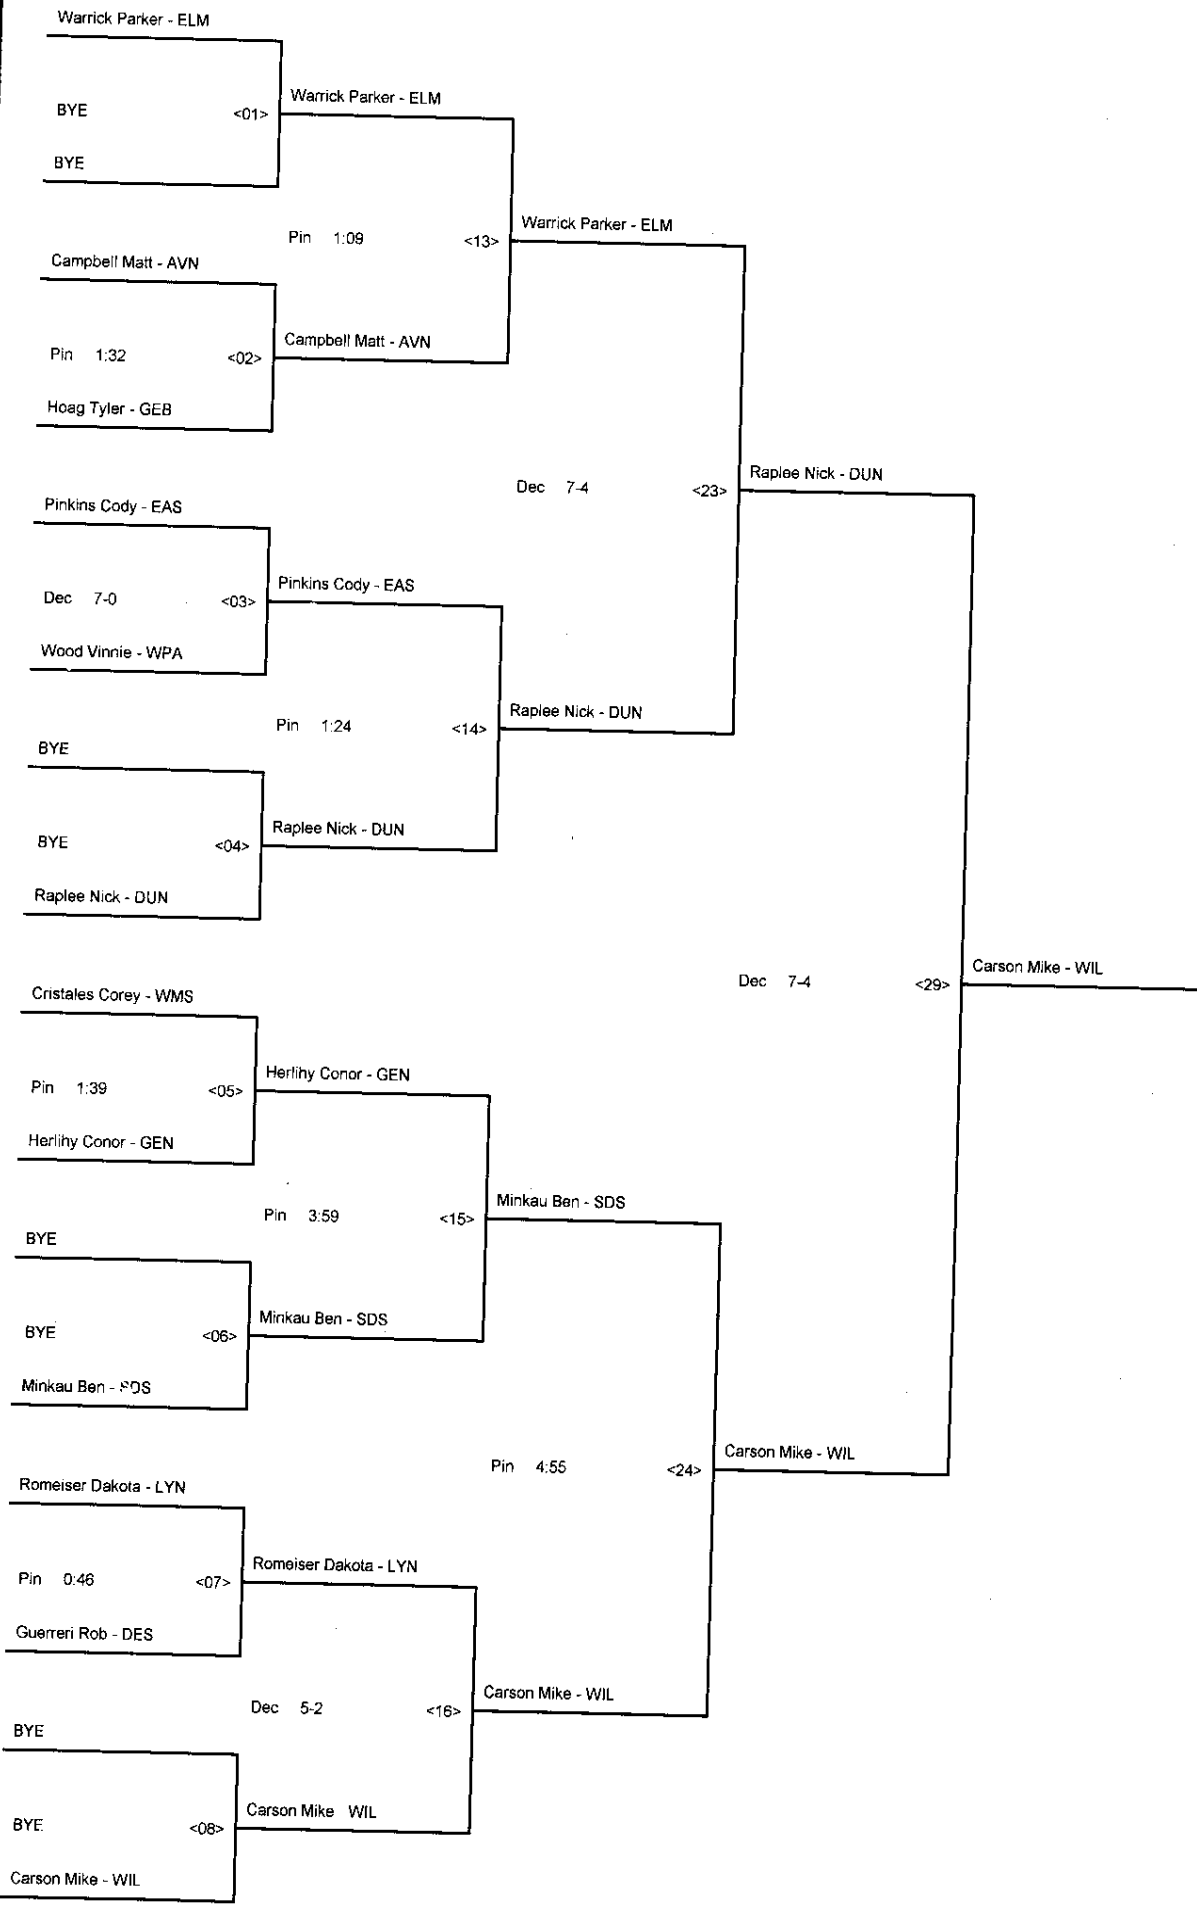 Warrick Parker - ELM
Warrick Parker - ELM
BYE <01>
BYE
Warrick Parker - ELM
Pin 1:09 <13>
Campbell Matt - AVN
Campbell Matt - AVN
Pin 1:32 <02>
Hoag Tyler - GEB
Raplee Nick - DUN
Dec 7-4 <23>
Pinkins Cody - EAS
Pinkins Cody - EAS
Dec 7-0 <03>
Wood Vinnie - WPA
Raplee Nick - DUN
Pin 1:24 <14>
BYE
Raplee Nick - DUN
BYE <04>
Raplee Nick - DUN
Carson Mike - WIL
Dec 7-4 <29>
Cristales Corey - WMS
Herlihy Conor - GEN
Pin 1:39 <05>
Herlihy Conor - GEN
Minkau Ben - SDS
Pin 3:59 <15>
BYE
Minkau Ben - SDS
BYE <06>
Minkau Ben - SDS
Carson Mike - WIL
Pin 4:55 <24>
Romeiser Dakota - LYN
Romeiser Dakota - LYN
Pin 0:46 <07>
Guerreri Rob - DES
Carson Mike - WIL
Dec 5-2 <16>
BYE
Carson Mike WIL
BYE <08>
Carson Mike - WIL